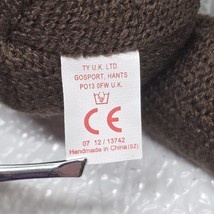 TY U.K. LTD
GOSPORT, HANTS
PO13 0FW U.K.
CE
07 12 / 13742
Handmade in China(S2)